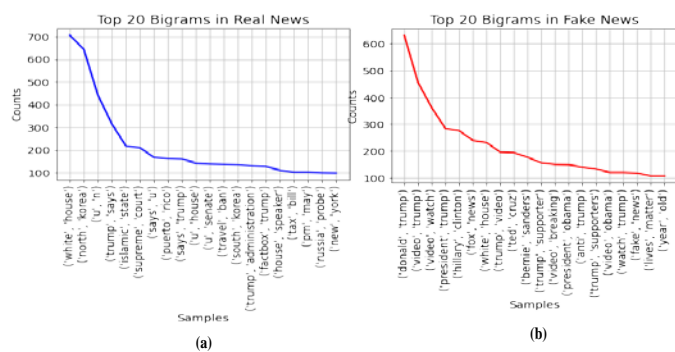 Top 20 Bigrams in Real News
700
600
500
400
300
200
100
Counts
('white', 'house')
('north', 'korea')
('u', 'n')
('trump', 'says')
('islamic', 'state')
('supreme', 'court')
('says', 'u')
('puerto', 'rico')
('says', 'trump')
('u', 'house')
('u', 'senate')
('travel', 'ban')
('south', 'korea')
('trump', 'administration')
('factbox', 'trump')
('house', 'speaker')
('tax', 'bill')
('pm', 'may')
('russia', 'probe')
('new', 'york')
Samples
(a)
Top 20 Bigrams in Fake News
600
500
400
300
200
100
Counts
('donald', 'trump')
('video', 'trump')
('video', 'watch')
('president', 'trump')
('hillary', 'clinton')
('fox', 'news')
('white', 'house')
('trump', 'video')
('ted', 'cruz')
('bernie', 'sanders')
('trump', 'supporter')
('video', 'breaking')
('president', 'obama')
('anti', 'trump')
('trump', 'supporters')
('video', 'obama')
('watch', 'trump')
('fake', 'news')
('lives', 'matter')
('year', 'old')
Samples
(b)